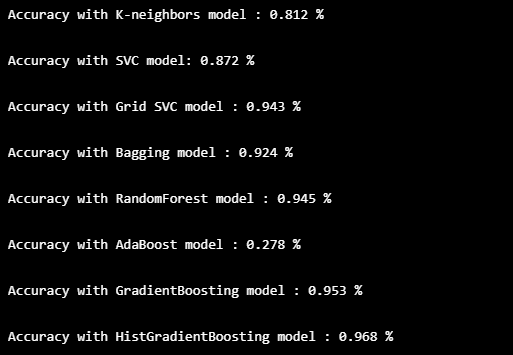 Accuracy with K-neighbors model : 0.812 %
Accuracy with SVC model: 0.872 %
Accuracy with Grid SVC model : 0.943 %
Accuracy with Bagging model : 0.924 %
Accuracy with RandomForest model : 0.945 %
Accuracy with AdaBoost model : 0.278 %
Accuracy with GradientBoosting model : 0.953 %
Accuracy with HistGradientBoosting model : 0.968 %